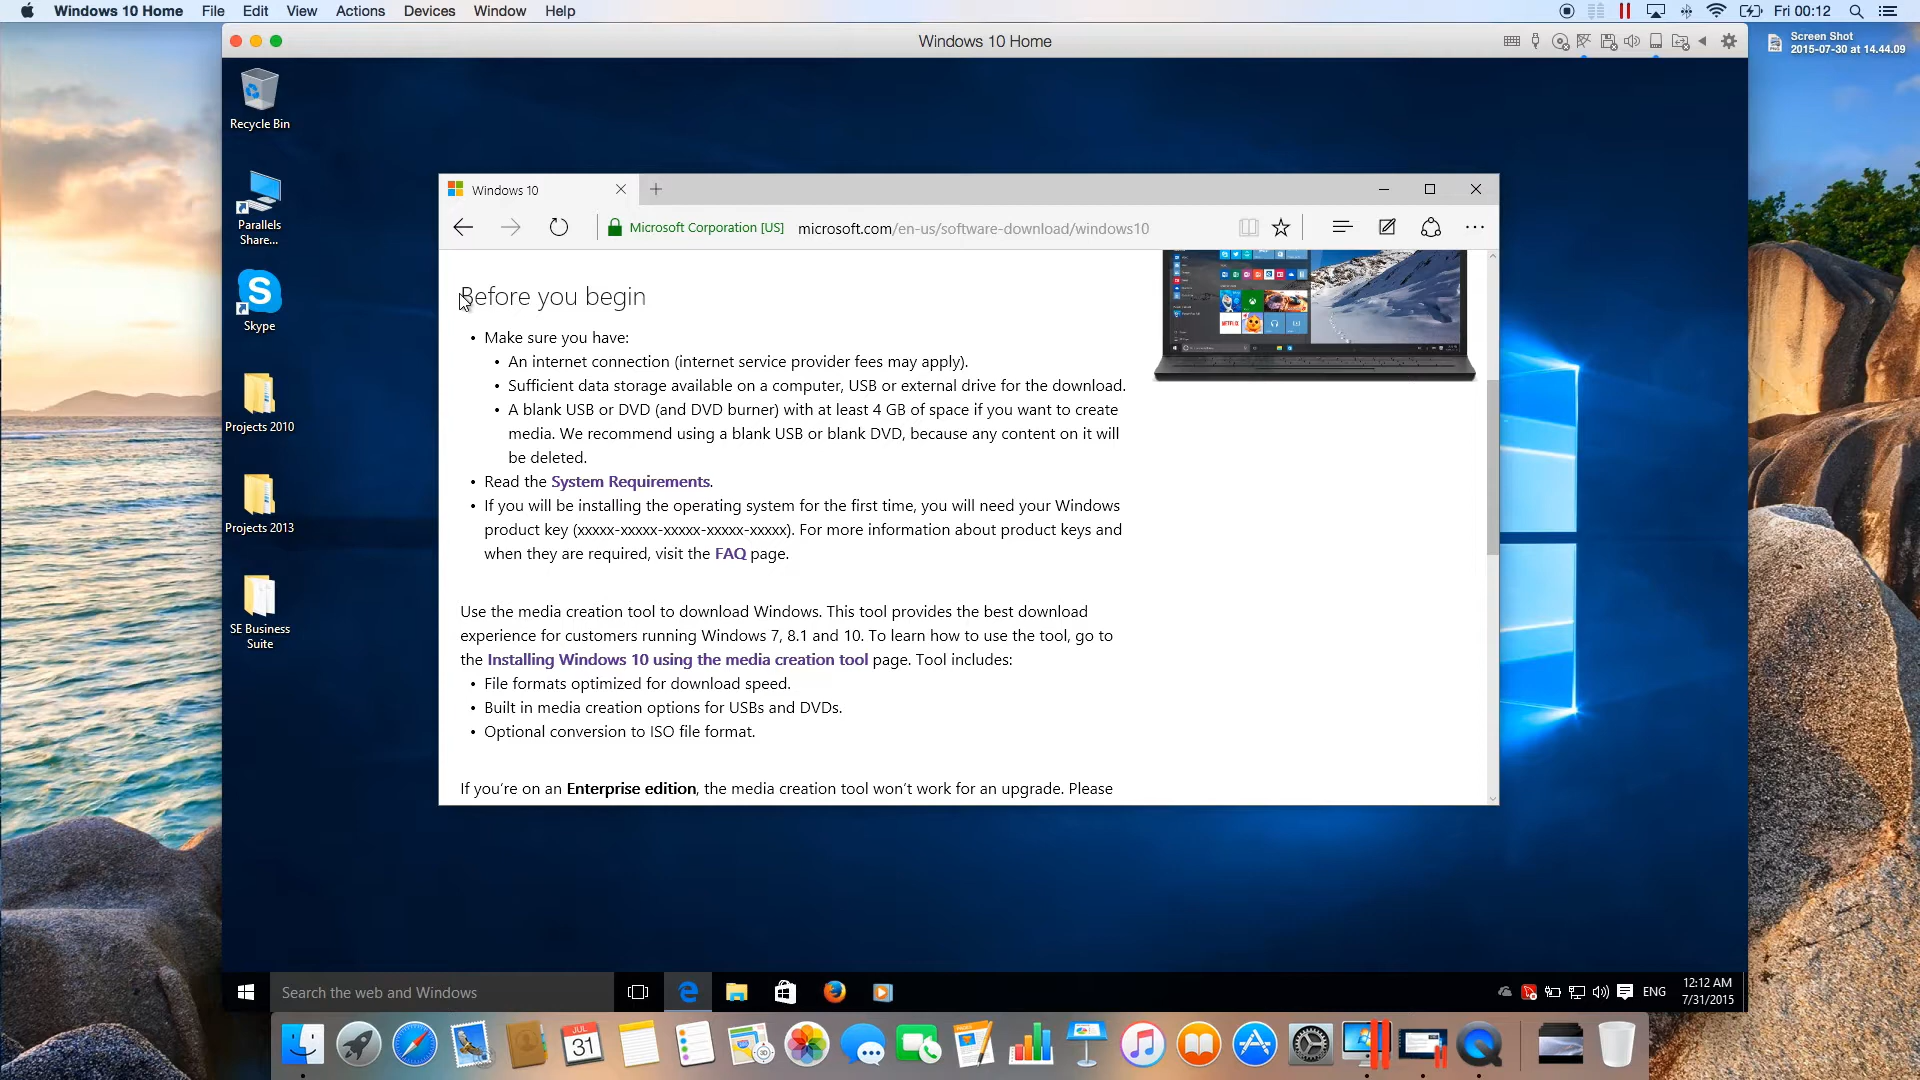 Windows 10 Home File Edit View Actions Devices Window Help Fri 00:12
Windows 10 Home
Screen Shot
2015-07-30 at 14.44.09
Recycle Bin
Parallels
Share...
Skype
Projects 2010
Projects 2013
SE Business
Suite
Windows 10
Microsoft Corporation [US] microsoft.com/en-us/software-download/windows10
Before you begin
• Make sure you have:
• An internet connection (internet service provider fees may apply).
• Sufficient data storage available on a computer, USB or external drive for the download.
• A blank USB or DVD (and DVD burner) with at least 4 GB of space if you want to create
media. We recommend using a blank USB or blank DVD, because any content on it will
be deleted.
• Read the System Requirements.
• If you will be installing the operating system for the first time, you will need your Windows
product key (xxxxx-xxxxx-xxxxx-xxxxx-xxxxx). For more information about product keys and
when they are required, visit the FAQ page.
Use the media creation tool to download Windows. This tool provides the best download
experience for customers running Windows 7, 8.1 and 10. To learn how to use the tool, go to
the Installing Windows 10 using the media creation tool page. Tool includes:
• File formats optimized for download speed.
• Built in media creation options for USBs and DVDs.
• Optional conversion to ISO file format.
If you're on an Enterprise edition, the media creation tool won't work for an upgrade. Please
Search the web and Windows
ENG
12:12 AM
7/31/2015
JUL
31